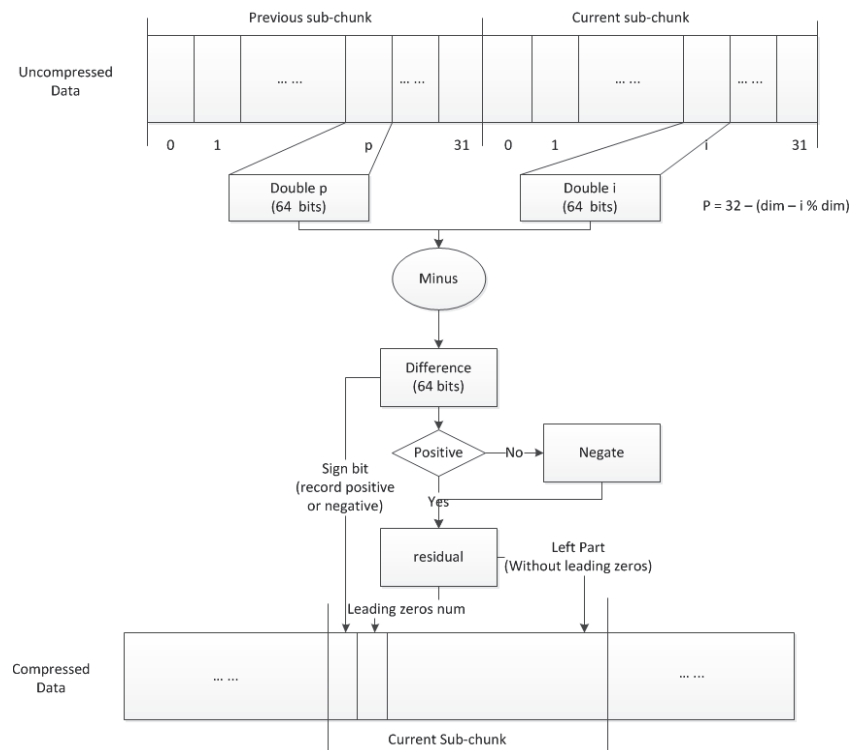 Previous sub-chunk
Current sub-chunk
Uncompressed
Data
... ...
... ...
... ...
... ...
0 1 p 31 0 1 i 31
Double p
(64 bits)
Double i
(64 bits)
P = 32 – (dim – i % dim)
Minus
Difference
(64 bits)
Positive
No
Negate
Sign bit
(record positive
or negative)
Yes
residual
Left Part
(Without leading zeros)
Leading zeros num
Compressed
Data
... ...
... ...
Current Sub-chunk